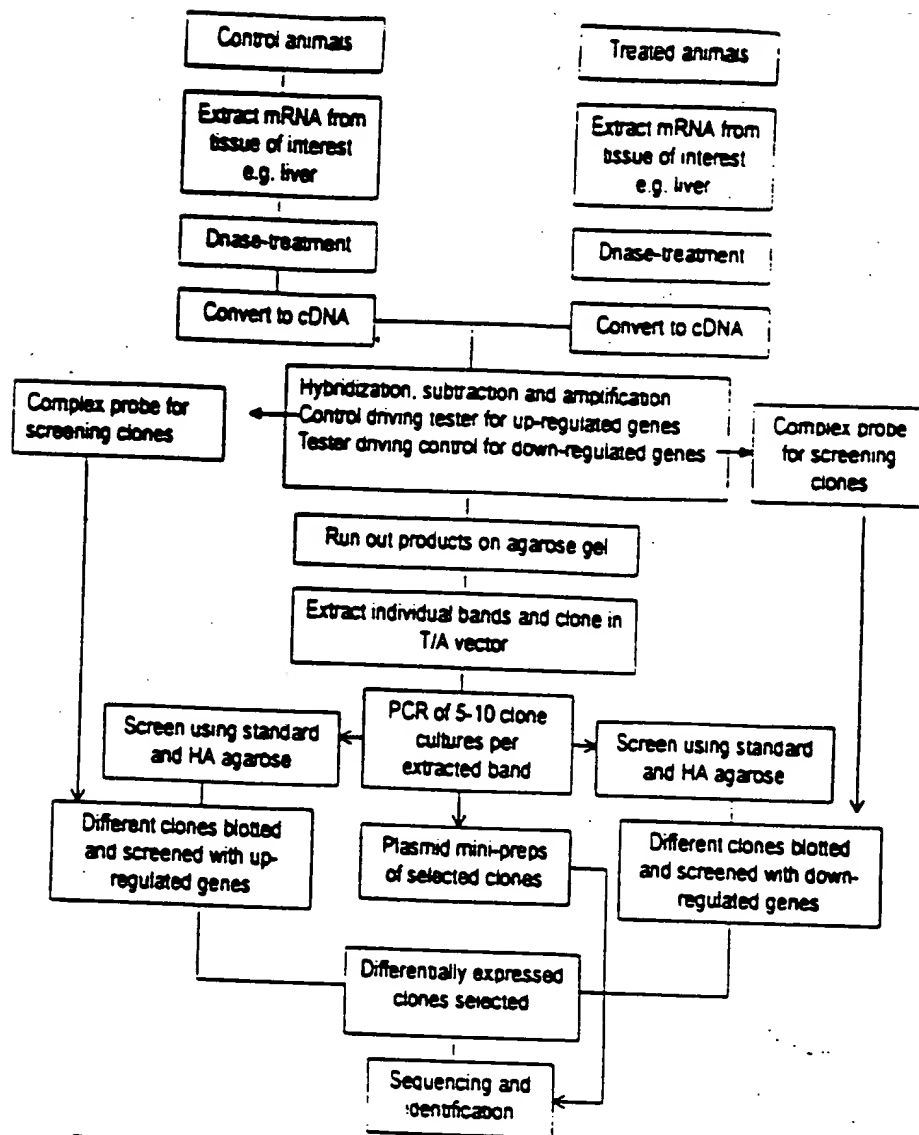 Control animals
Treated animals
Extract mRNA from
tissue of interest
e.g. liver
Extract mRNA from
tissue of interest
e.g. liver
Dnase-treatment
Dnase-treatment
Convert to cDNA
Convert to cDNA
Complex probe for
screening clones
Hybridization, subtraction and amplification
Control driving tester for up-regulated genes
Tester driving control for down-regulated genes
Complex probe
for screening
clones
Run out products on agarose gel
Extract individual bands and clone in
T/A vector
Screen using standard
and HA agarose
PCR of 5-10 clone
cultures per
extracted band
Screen using standard
and HA agarose
Different clones blotted
and screened with up-
regulated genes
Plasmid mini-preps
of selected clones
Different clones blotted
and screened with down-
regulated genes
Differentially expressed
clones selected
Sequencing and
identification